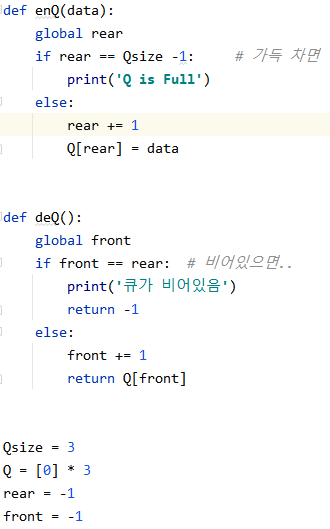 def enQ(data):
    global rear
    if rear == Qsize -1:     # 가득 차면
        print('Q is Full')
    else:
        rear += 1
        Q[rear] = data
def deQ():
    global front
    if front == rear:  # 비어있으면..
        print('큐가 비어있음')
        return -1
    else:
        front += 1
        return Q[front]
Qsize = 3
Q = [0] * 3
rear = -1
front = -1